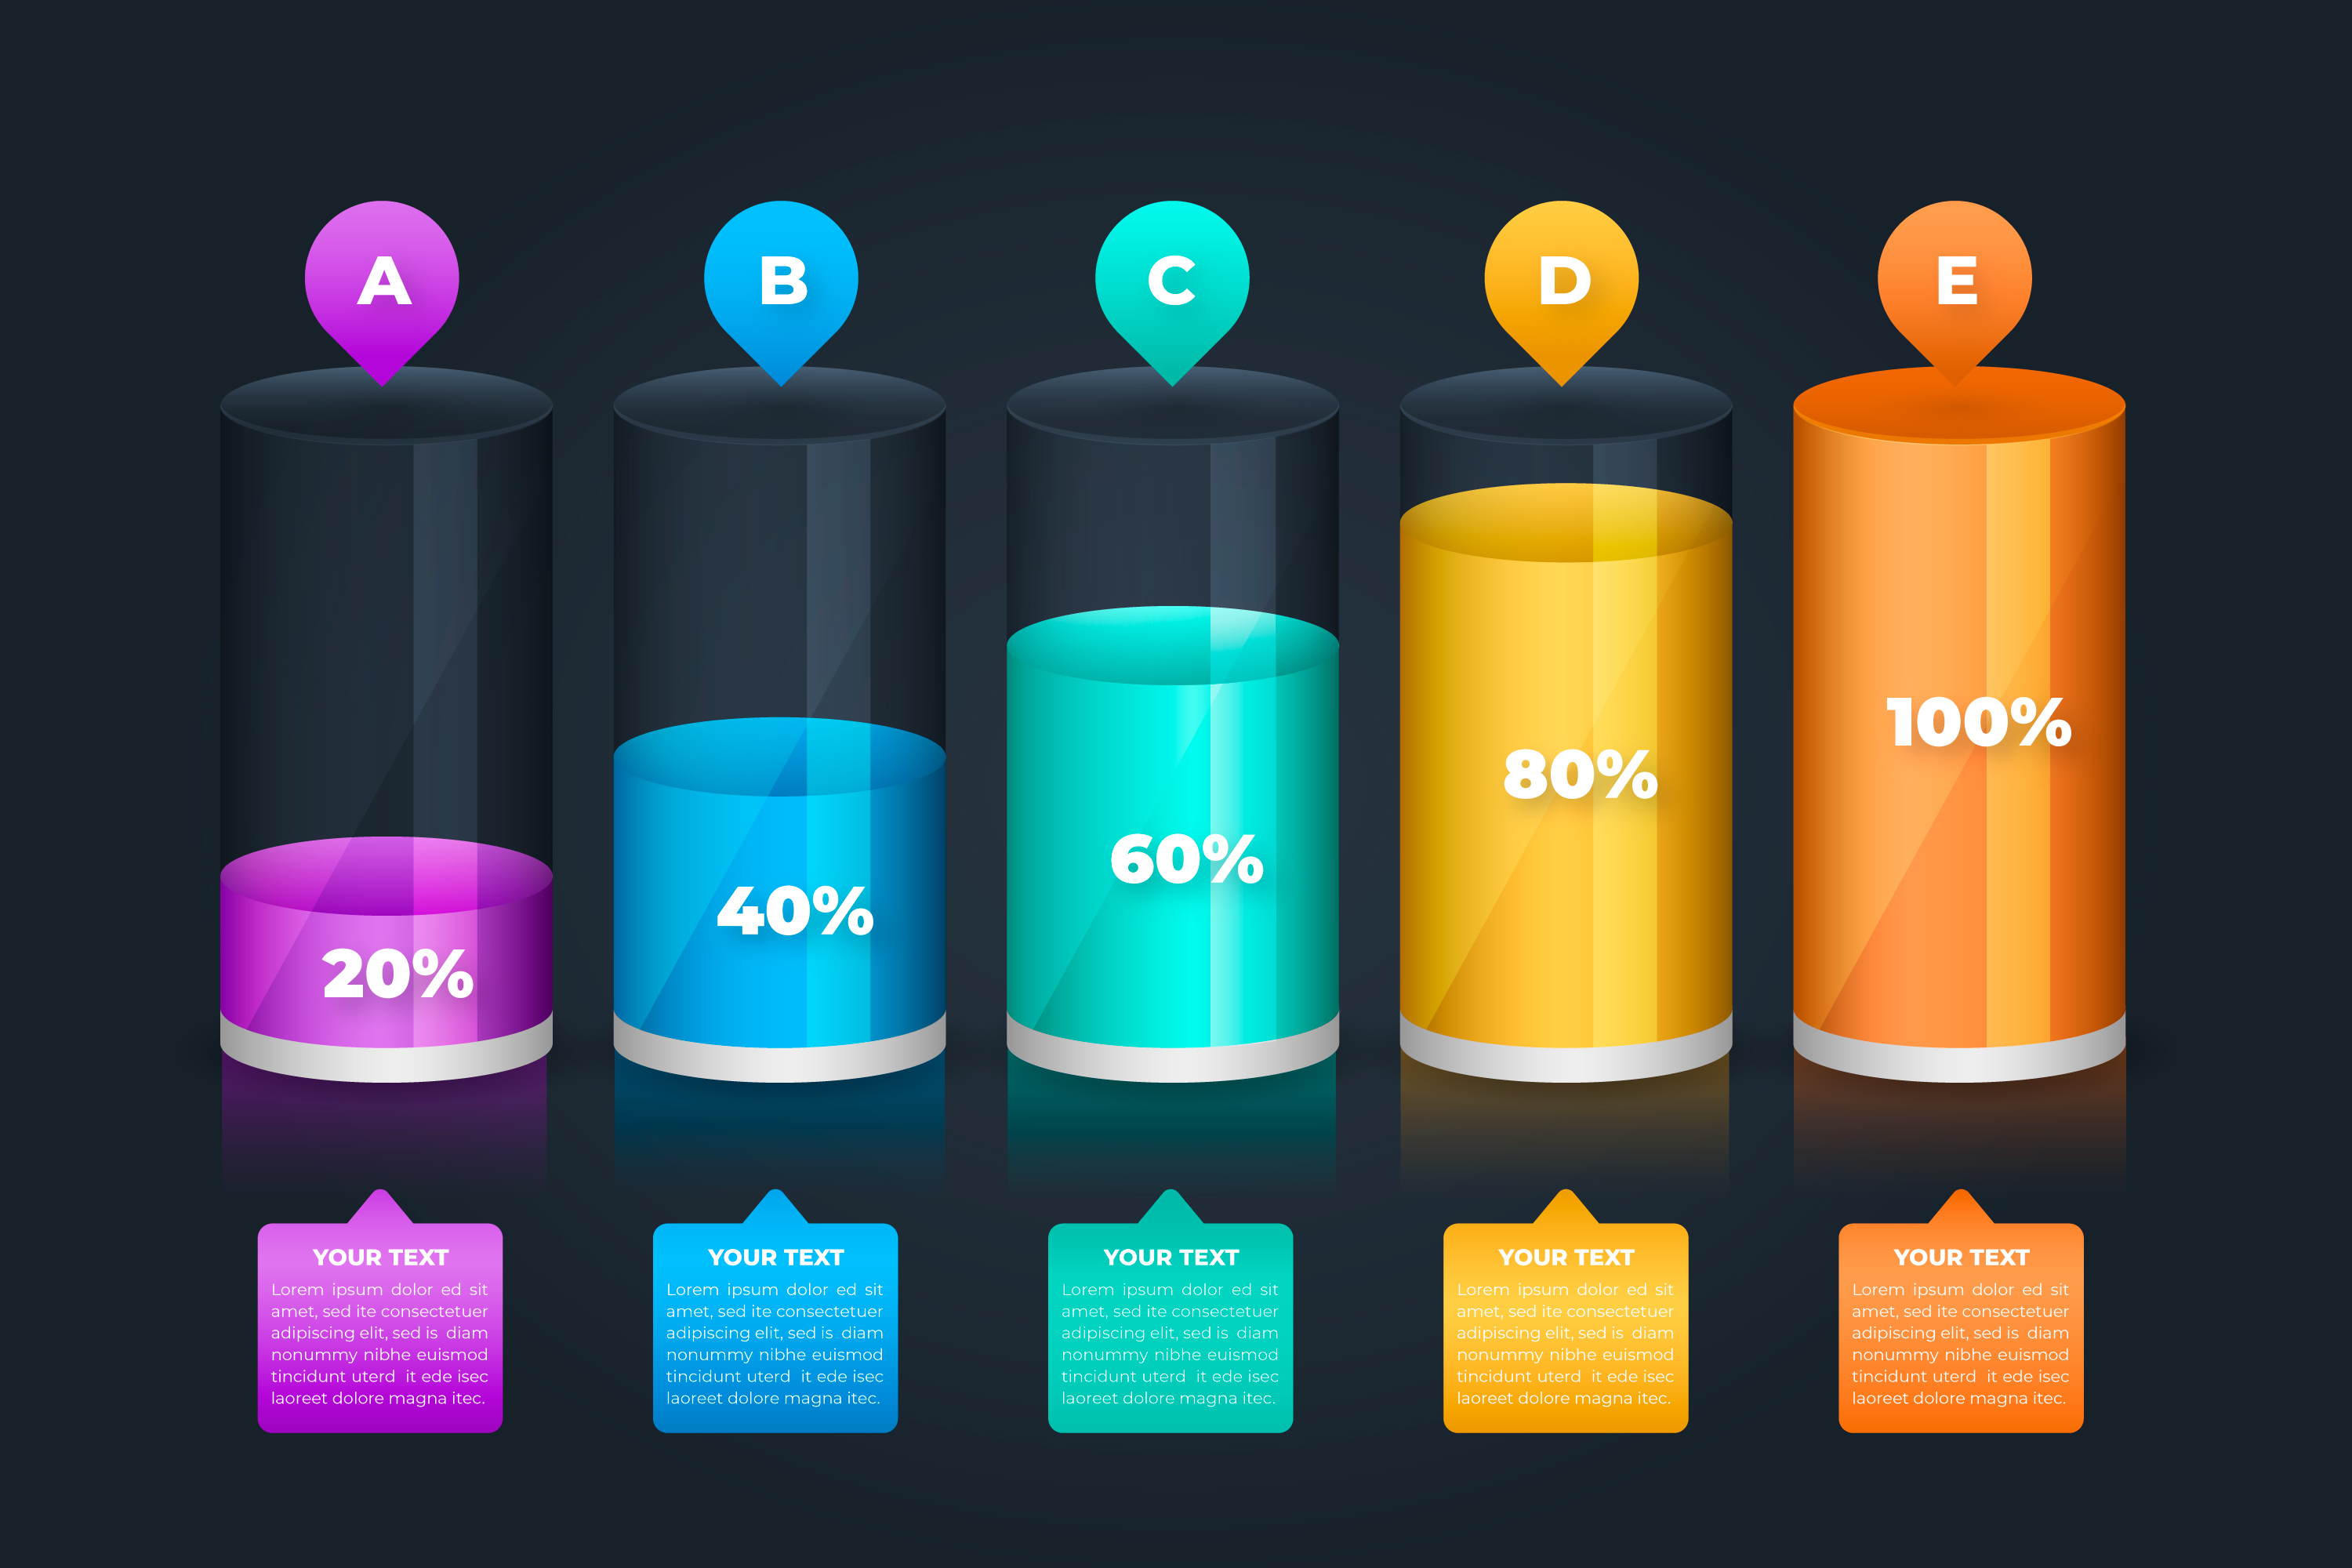 A
B
C
D
E
20%
40%
60%
80%
100%
YOUR TEXT
Lorem ipsum dolor ed sit
amet, sed ite consectetuer
adipiscing elit, sed is diam
nonummy nibhe euismod
tincidunt uterd it ede isec
laoreet dolore magna itec.
YOUR TEXT
Lorem ipsum dolor ed sit
amet, sed ite consectetuer
adipiscing elit, sed is diam
nonummy nibhe euismod
tincidunt uterd it ede isec
laoreet dolore magna itec.
YOUR TEXT
Lorem ipsum dolor ed sit
amet, sed ite consectetuer
adipiscing elit, sed is diam
nonummy nibhe euismod
tincidunt uterd it ede isec
laoreet dolore magna itec.
YOUR TEXT
Lorem ipsum dolor ed sit
amet, sed ite consectetuer
adipiscing elit, sed is diam
nonummy nibhe euismod
tincidunt uterd it ede isec
laoreet dolore magna itec.
YOUR TEXT
Lorem ipsum dolor ed sit
amet, sed ite consectetuer
adipiscing elit, sed is diam
nonummy nibhe euismod
tincidunt uterd it ede isec
laoreet dolore magna itec.